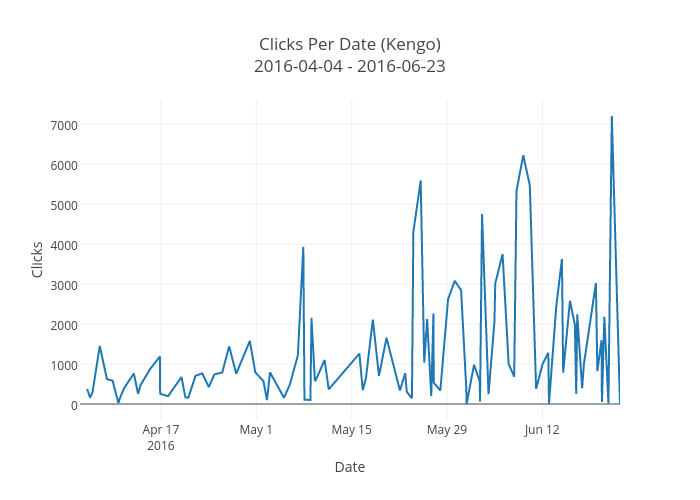 Clicks Per Date (Kengo)
2016-04-04 - 2016-06-23
7000
6000
5000
4000
3000
2000
1000
0
Clicks
Apr 17
2016
May 1
May 15
May 29
Jun 12
Date